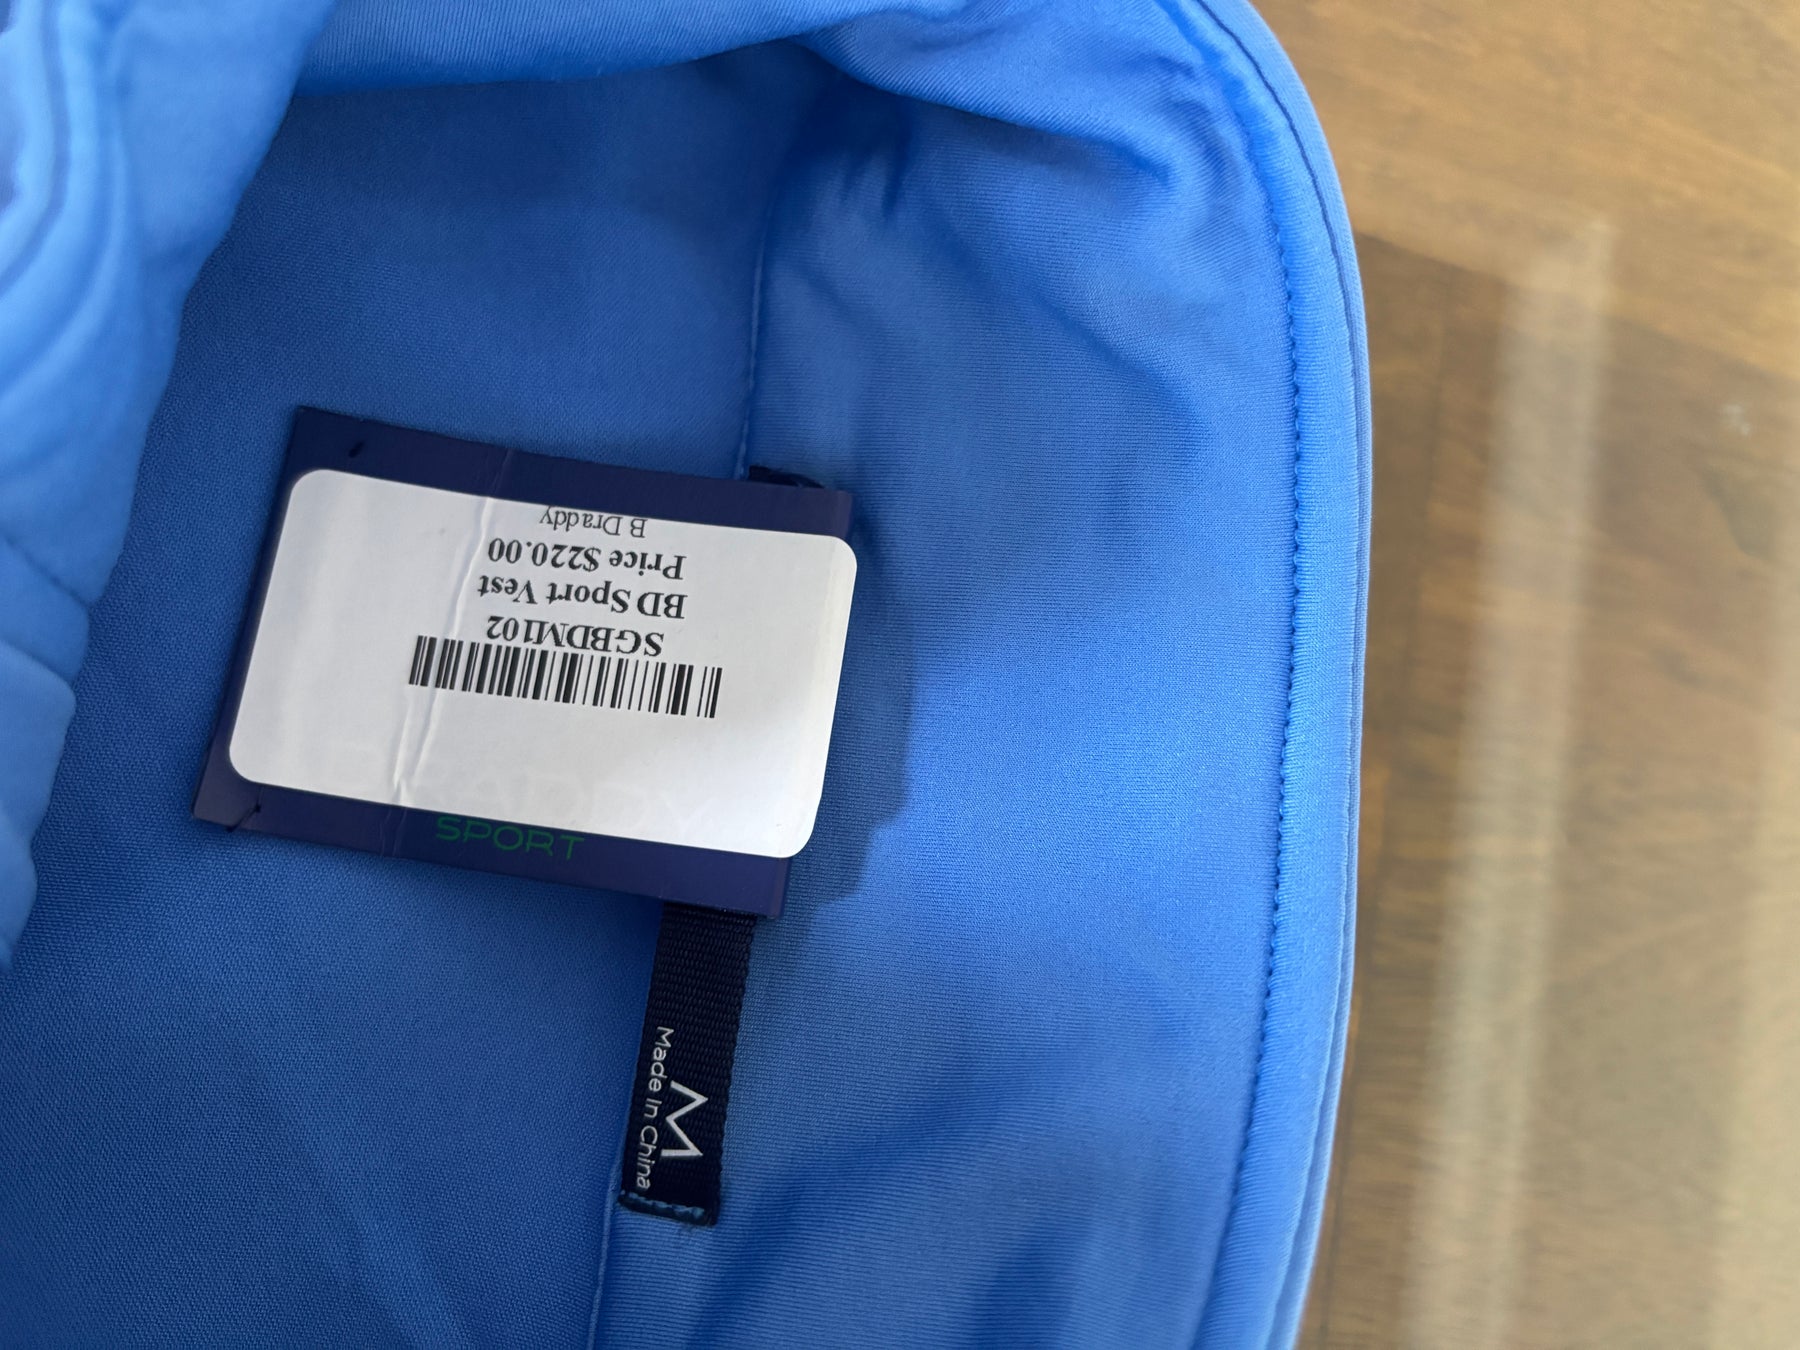 SGBDM102
BD Sport Vest
Price $220.00
B Draddy
SPORT
M
Made In China